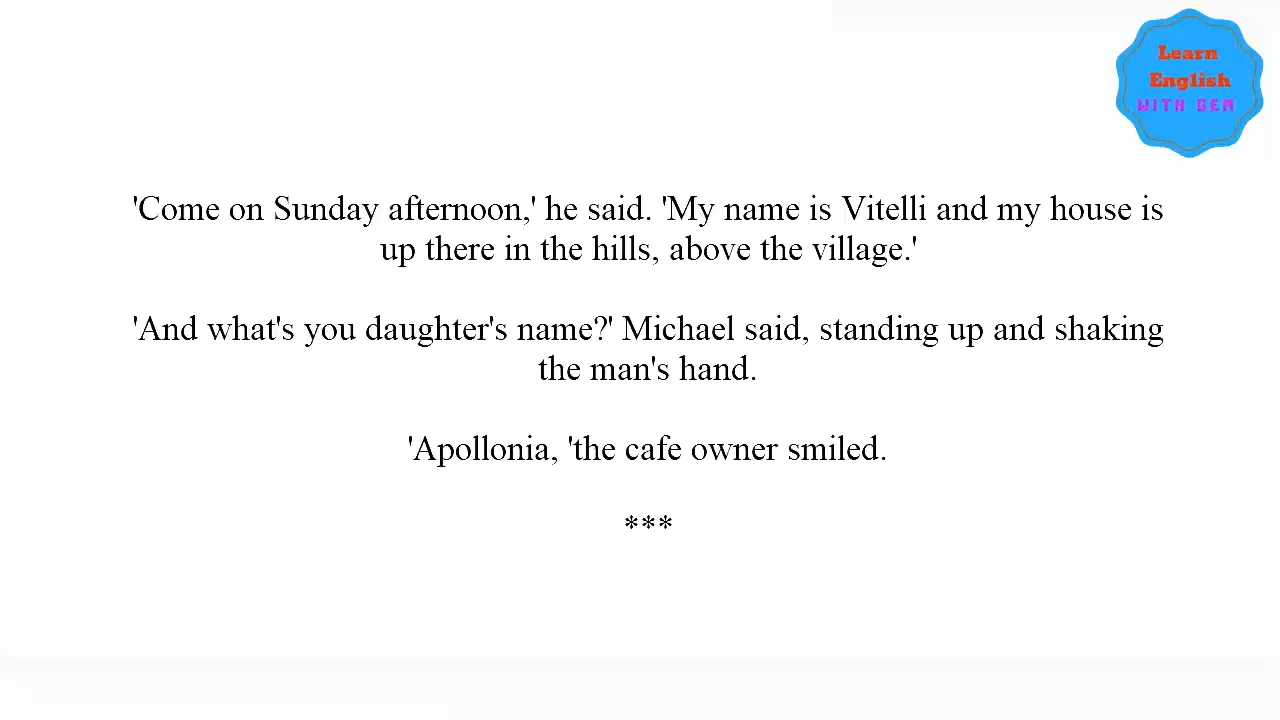 Learn
English
WITH GEM
'Come on Sunday afternoon,' he said. 'My name is Vitelli and my house is
up there in the hills, above the village.'
'And what's you daughter's name?' Michael said, standing up and shaking
the man's hand.
'Apollonia, 'the cafe owner smiled.
***